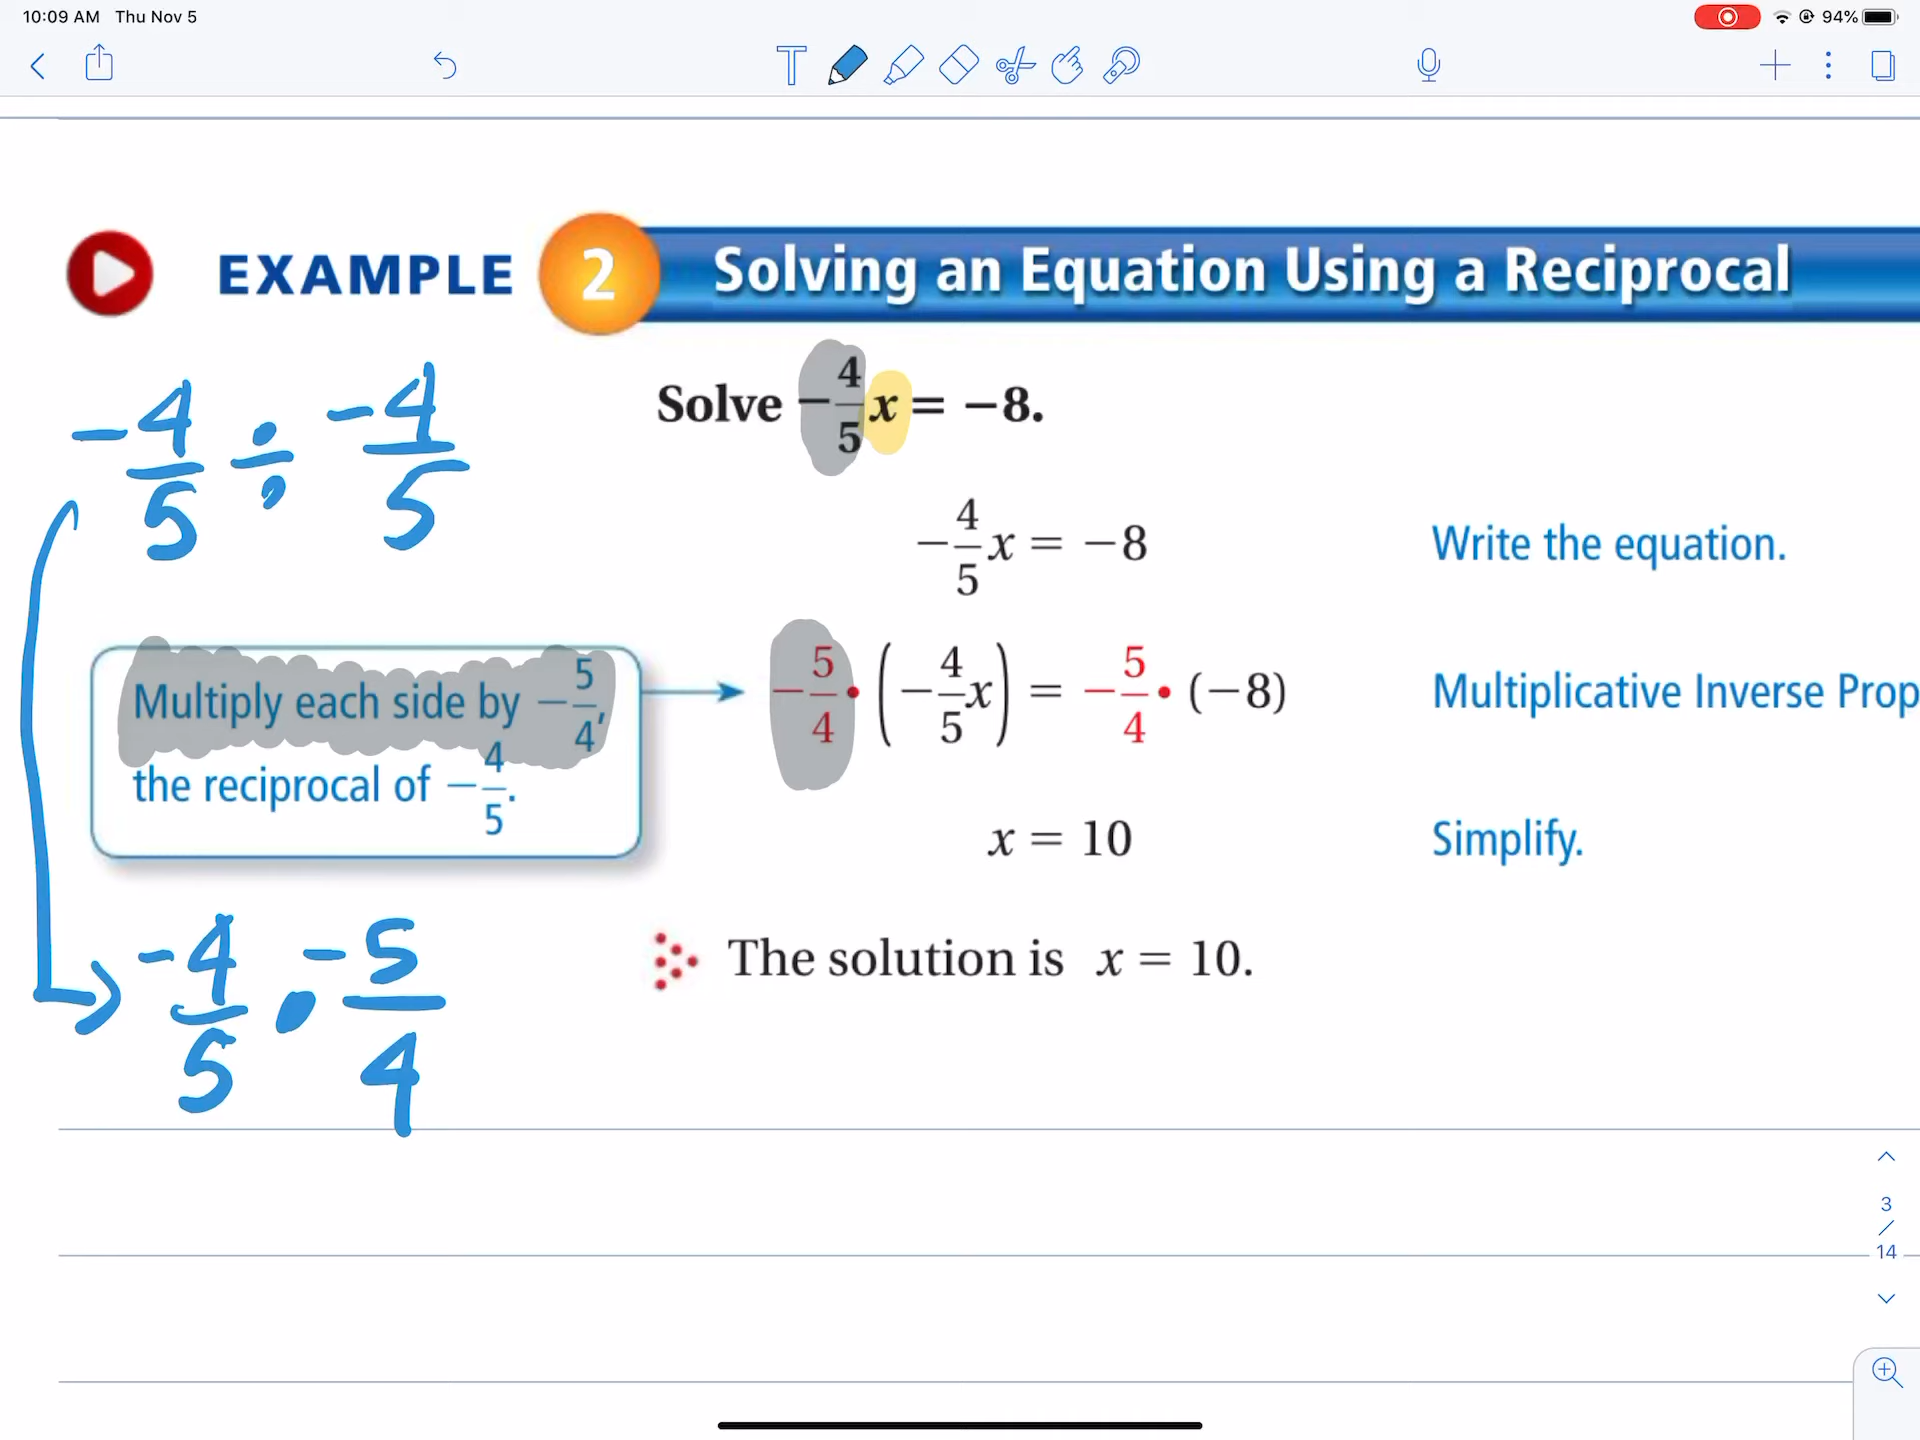 10:09 AM Thu Nov 5
94%
T
EXAMPLE 2 Solving an Equation Using a Reciprocal
Solve −4/5 x = −8.
-4/5 ÷ -4/5
−4/5 x = −8 Write the equation.
Multiply each side by −5/4,
the reciprocal of −4/5.
−5/4 • (−4/5 x) = −5/4 • (−8) Multiplicative Inverse Prop
x = 10 Simplify.
-4/5 • -5/4
The solution is x = 10.
3
/
14